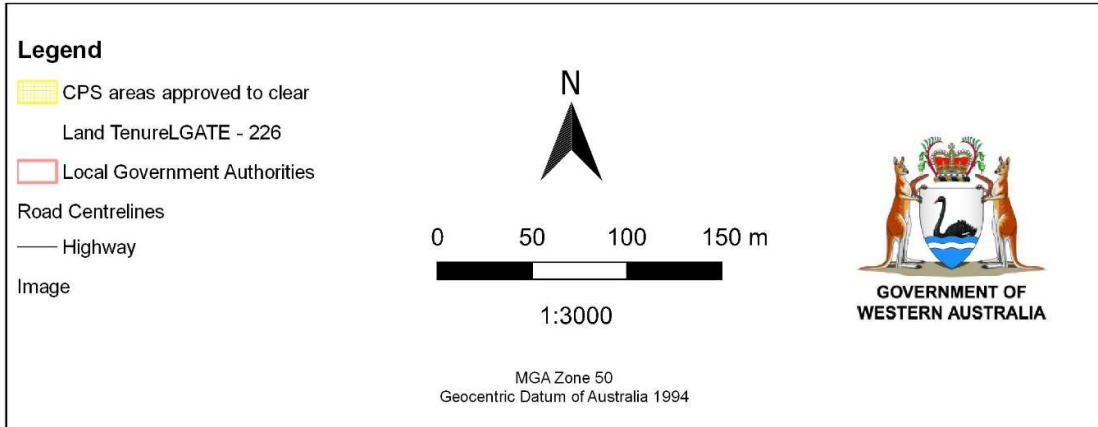 Legend
CPS areas approved to clear
Land TenureLGATE - 226
Local Government Authorities
Road Centrelines
Highway
Image
N
0 50 100 150 m
1:3000
MGA Zone 50
Geocentric Datum of Australia 1994
GOVERNMENT OF
WESTERN AUSTRALIA